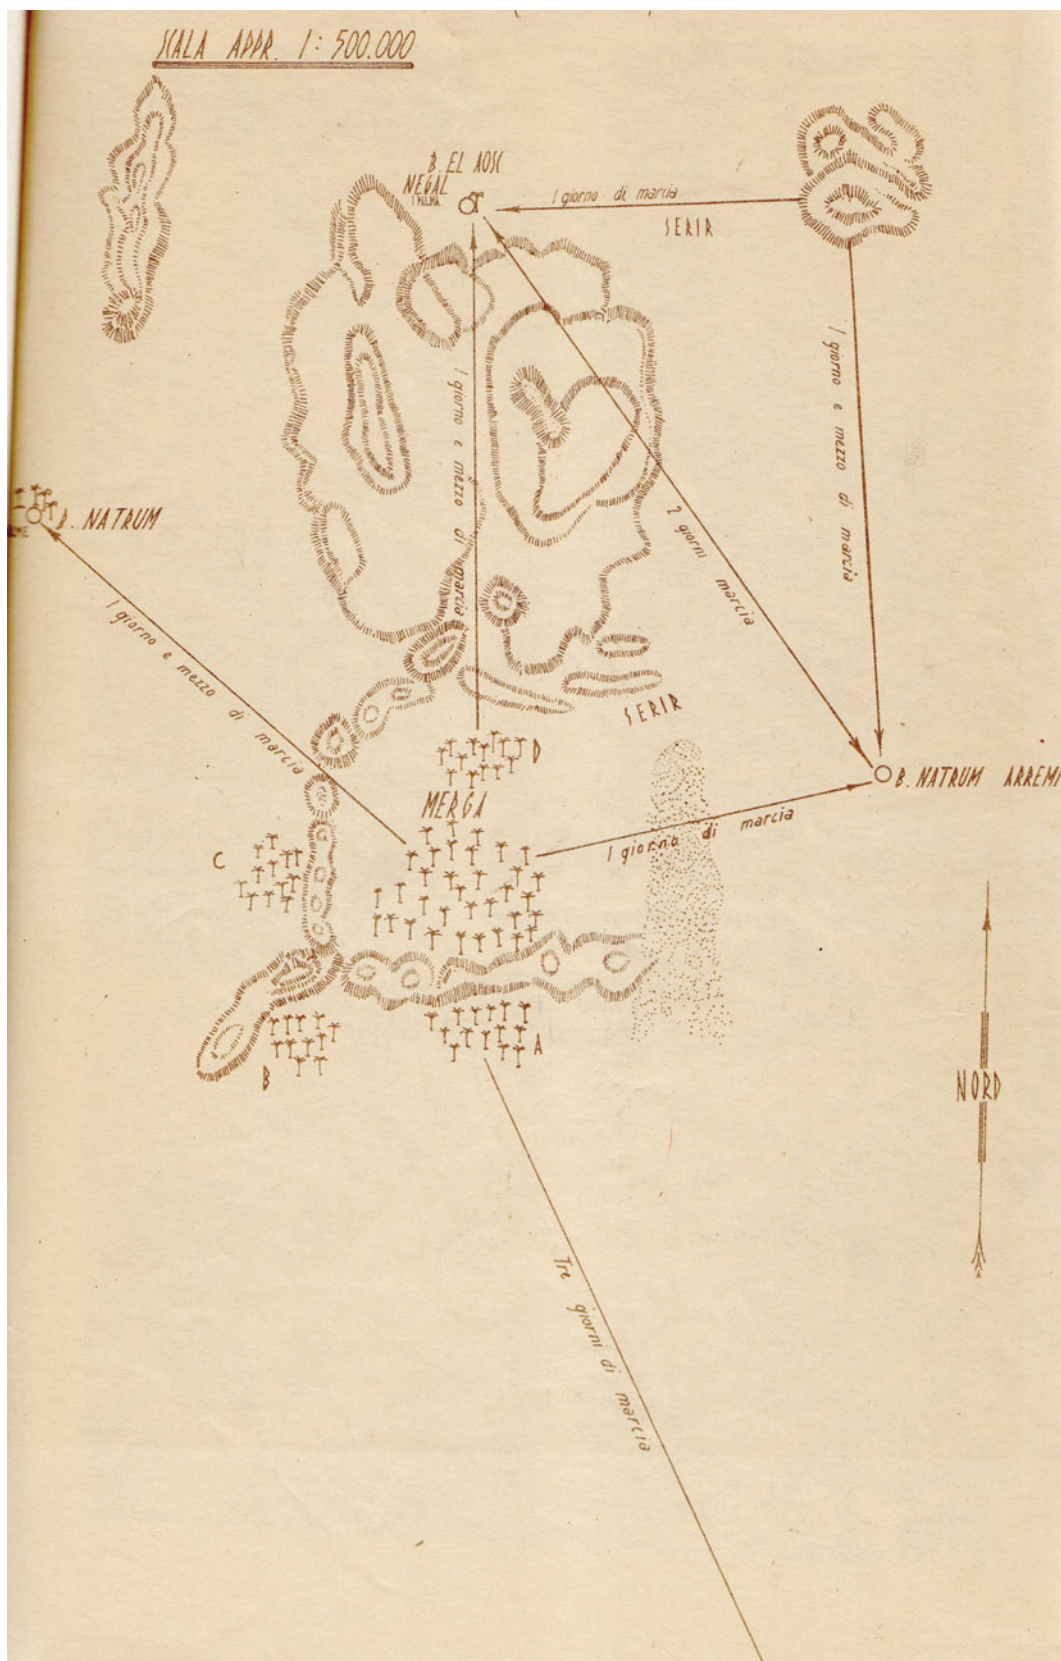 SCALA APPR. 1: 500.000
B. EL AOSC
NEGAL
1 PALMA
1 giorno di marcia
SERIR
1 giorno e mezzo di marcia
1 giorno e mezzo di marcia
2 giorni marcia
B. NATRUM
1 giorno e mezzo di marcia
SERIR
D
B. NATRUM ARREMI
MERGA
1 giorno di marcia
C
A
B
NORD
Tre giorni di marcia